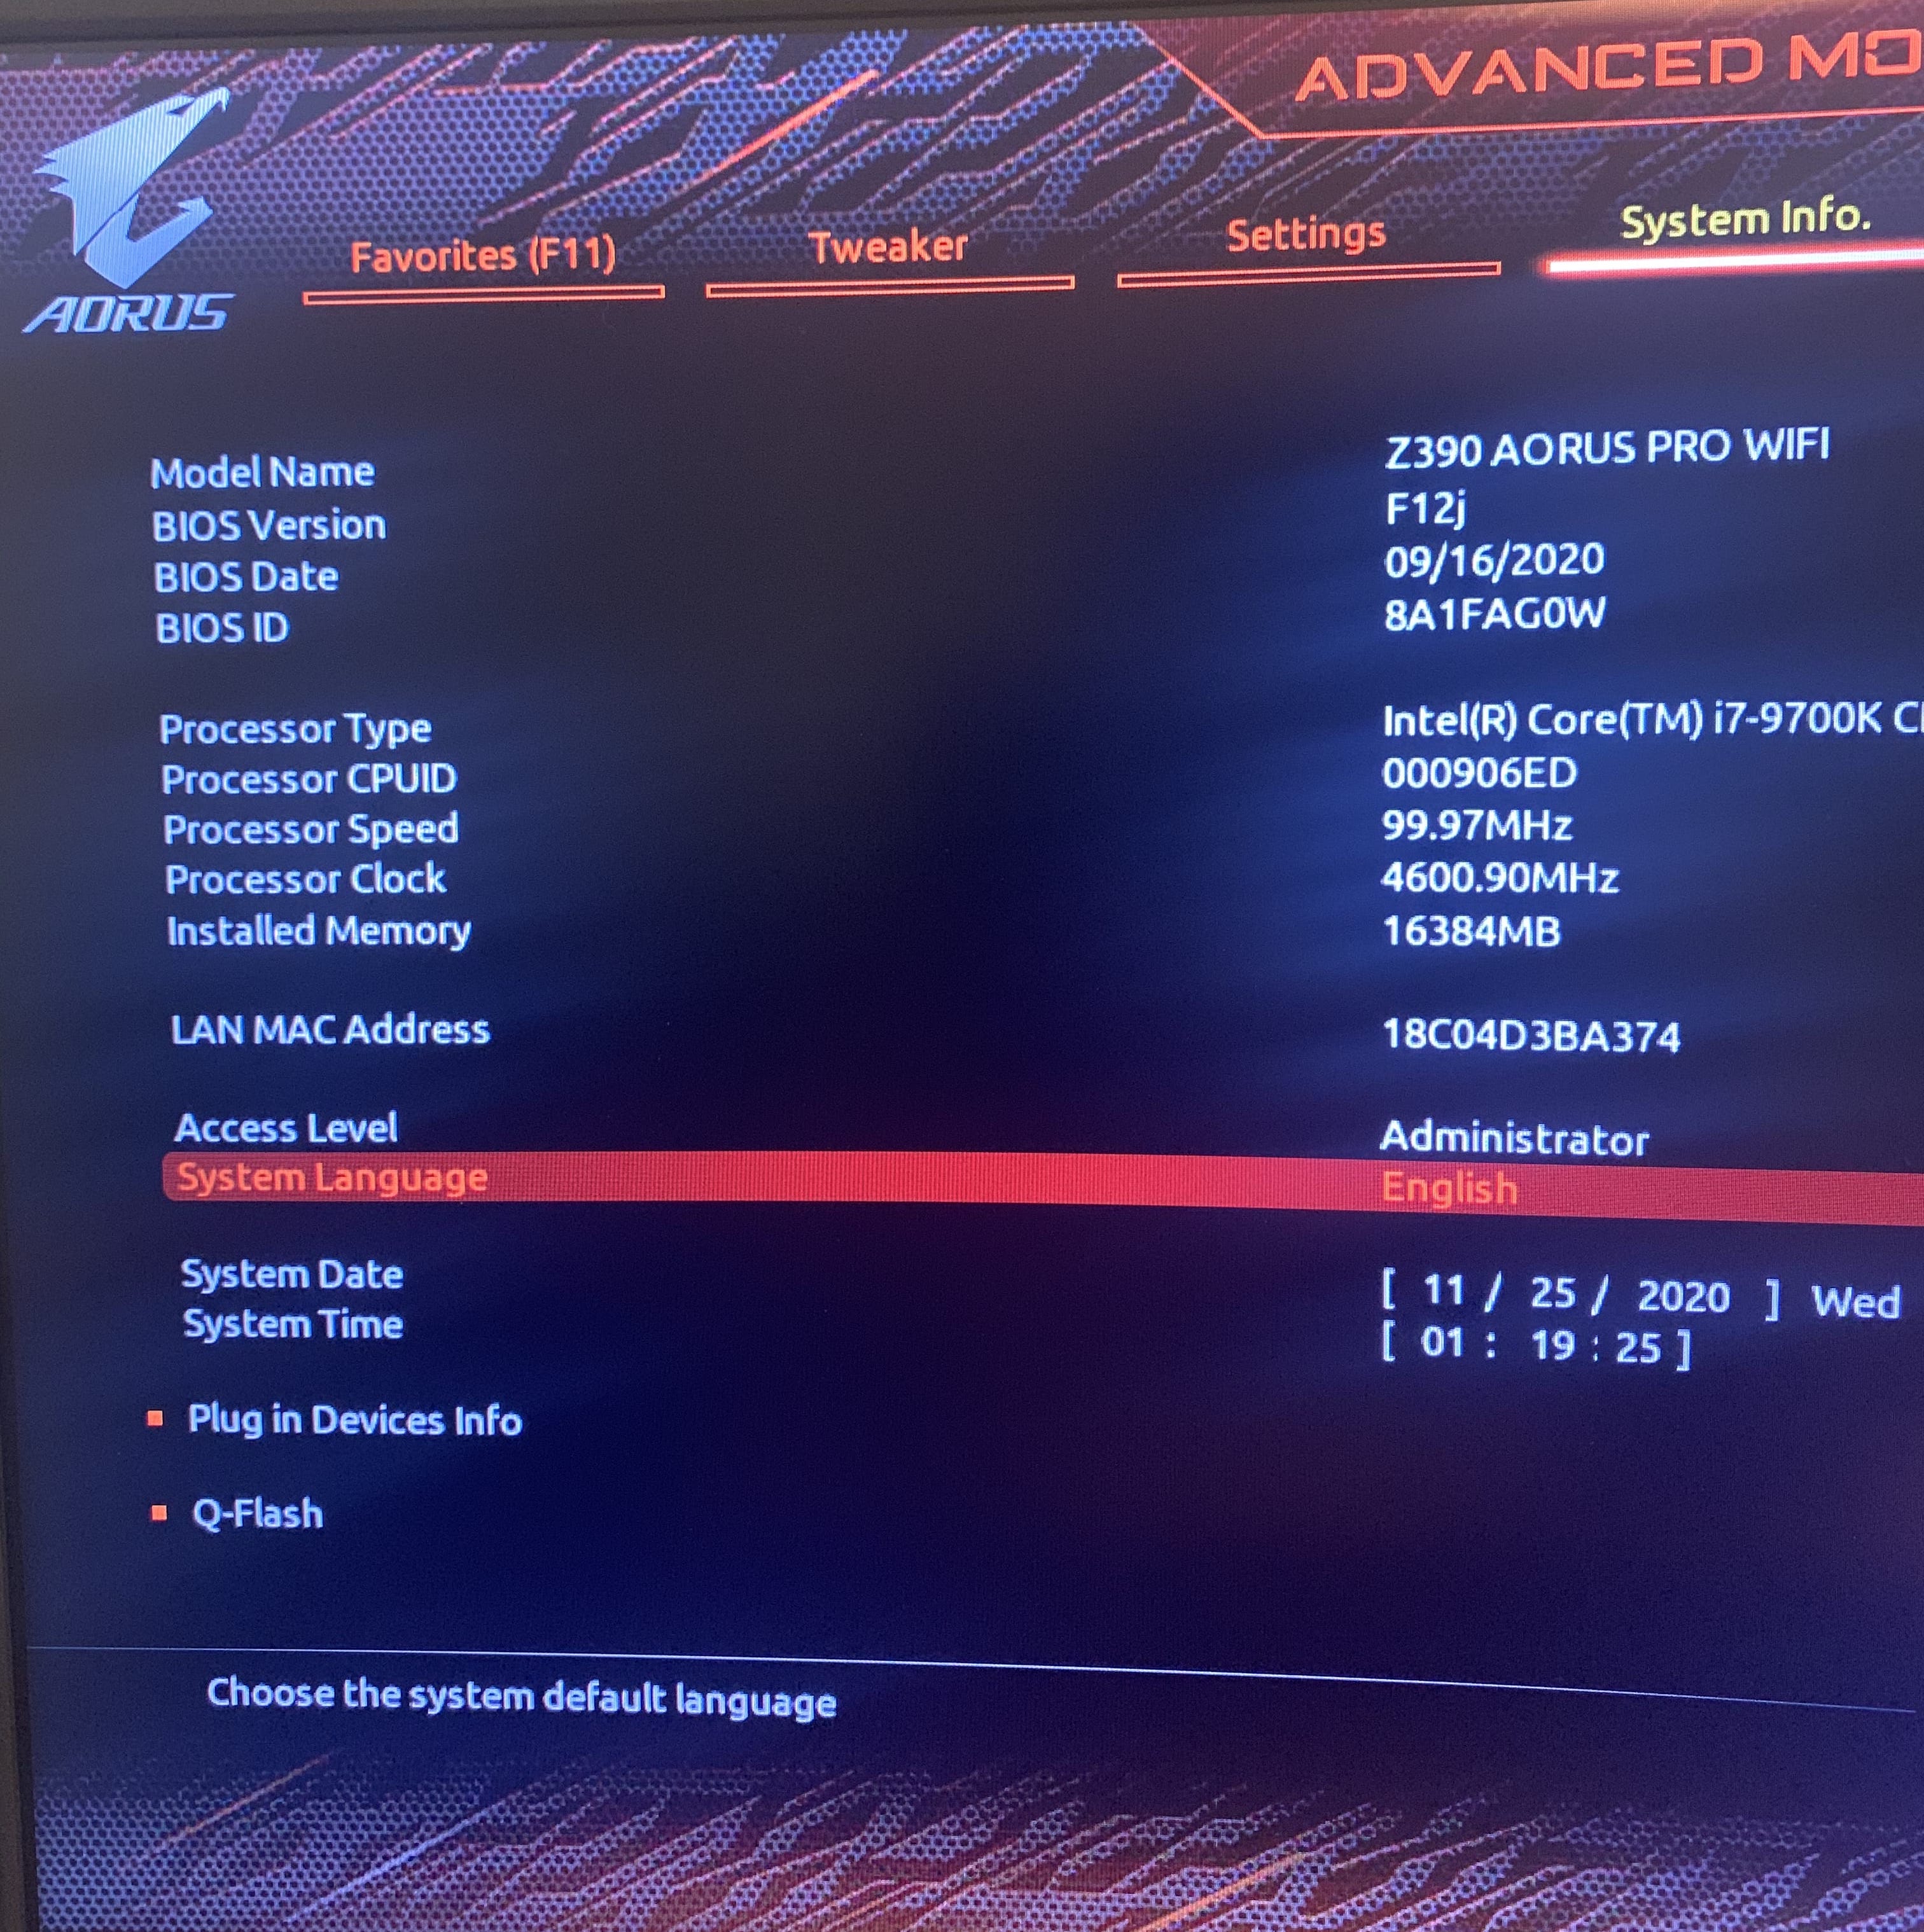 ADVANCED MO
Favorites (F11) Tweaker Settings System Info.
AORUS
Model Name Z390 AORUS PRO WIFI
BIOS Version F12j
BIOS Date 09/16/2020
BIOS ID 8A1FAG0W
Processor Type Intel(R) Core(TM) i7-9700K
Processor CPUID 000906ED
Processor Speed 99.97MHz
Processor Clock 4600.90MHz
Installed Memory 16384MB
LAN MAC Address 18C04D3BA374
Access Level Administrator
System Language English
System Date [ 11 / 25 / 2020 ] Wed
System Time [ 01 : 19 : 25 ]
Plug in Devices Info
Q-Flash
Choose the system default language